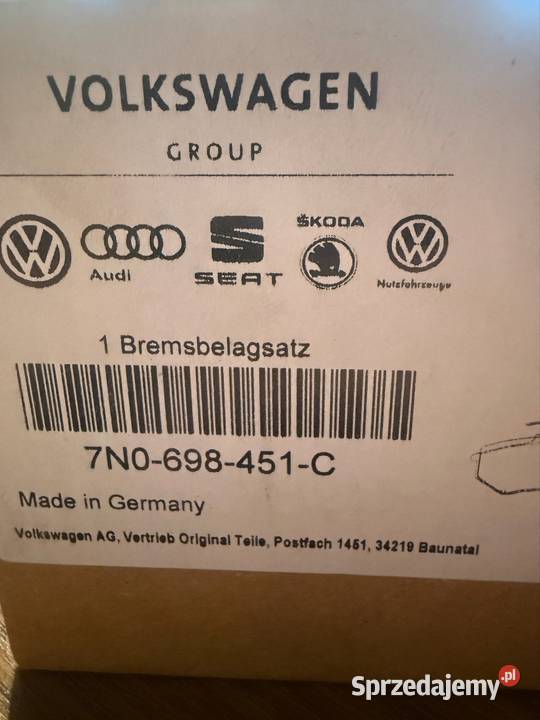 VOLKSWAGEN
GROUP
Audi
SEAT
ŠKODA
Nutzfahrzeuge
1 Bremsbelagsatz
7N0-698-451-C
Made in Germany
Volkswagen AG, Vertrieb Original Teile, Postfach 1451, 34219 Baunatal
Sprzedajemy.pl